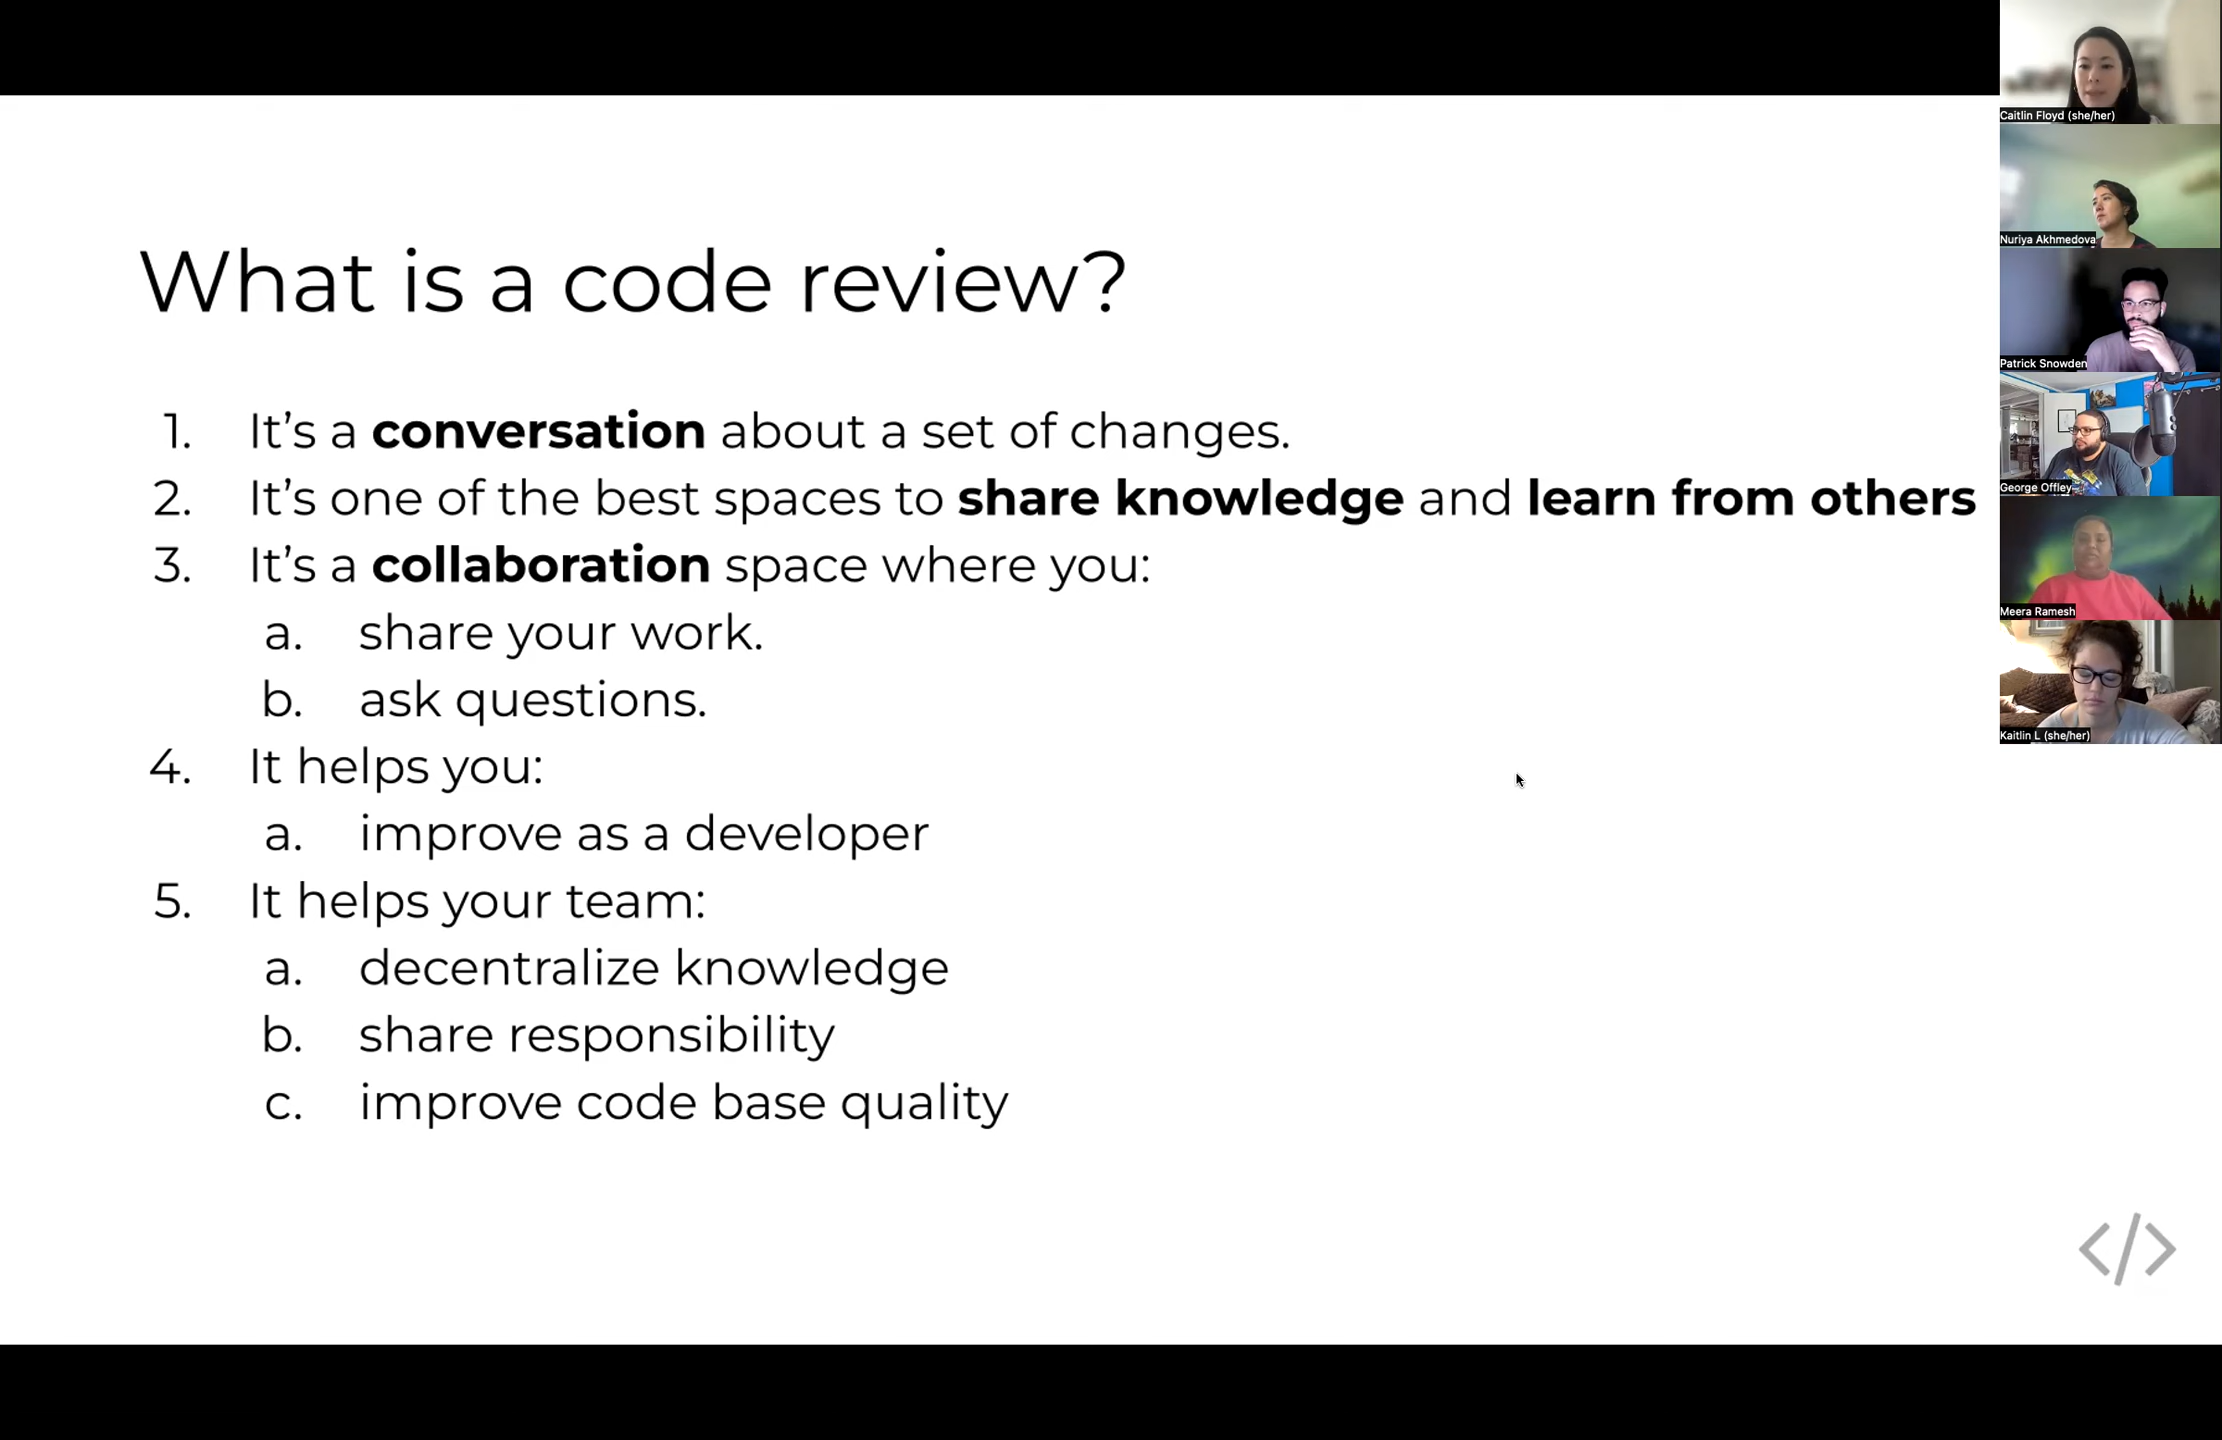 What is a code review?
1. It's a conversation about a set of changes.
2. It's one of the best spaces to share knowledge and learn from others
3. It's a collaboration space where you:
a. share your work.
b. ask questions.
4. It helps you:
a. improve as a developer
5. It helps your team:
a. decentralize knowledge
b. share responsibility
c. improve code base quality
</>
Caitlin Floyd (she/her)
Nuriya Akhmedova
Patrick Snowden
George Offley
Meera Ramesh
Kaitlin L (she/her)